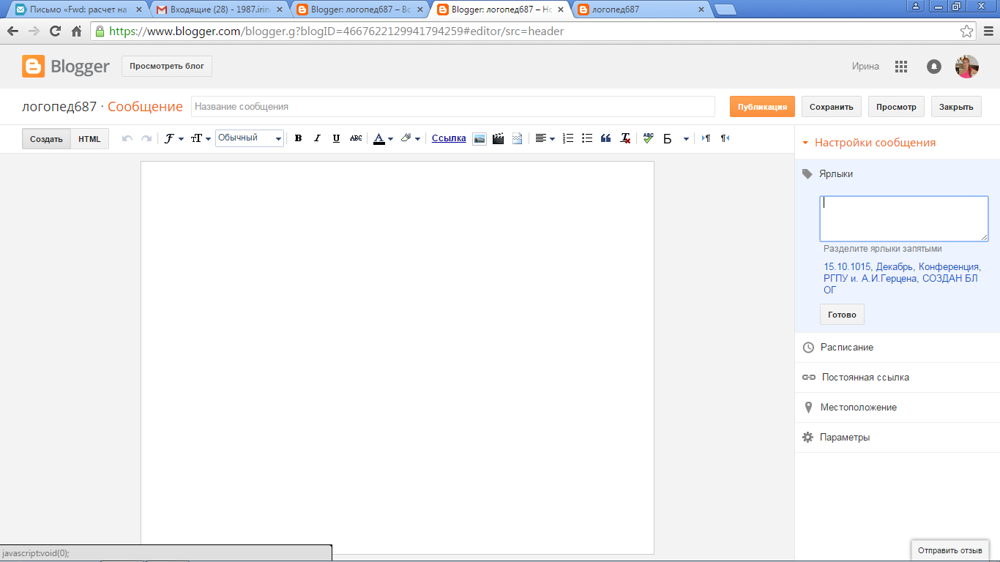 Письмо «Fwd: расчет на
Входящие (28) - 1987.irin
Blogger: логопед687 – Вс
Blogger: логопед687 – Но
логопед687
https://www.blogger.com/blogger.g?blogID=4667622129941794259#editor/src=header
Blogger
Просмотреть блог
Ирина
логопед687 · Сообщение
Название сообщения
Публикация
Сохранить
Просмотр
Закрыть
Создать
HTML
Обычный
B I U ABC A Ссылка
Настройки сообщения
Ярлыки
Разделите ярлыки запятыми
15.10.1015, Декабрь, Конференция,
РГПУ и. А.И.Герцена, СОЗДАН БЛ
ОГ
Готово
Расписание
Постоянная ссылка
Местоположение
Параметры
javascript:void(0);
Отправить отзыв